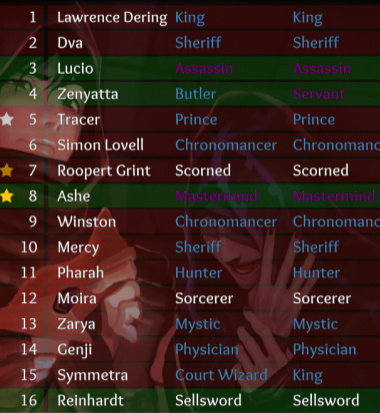 1 Lawrence Dering King King
2 Dva Sheriff Sheriff
3 Lucio Assassin Assassin
4 Zenyatta Butler Servant
5 Tracer Prince Prince
6 Simon Lovell Chronomancer Chronomanc
7 Roopert Grint Scorned Scorned
8 Ashe Mastermind Mastermind
9 Winston Chronomancer Chronomanc
10 Mercy Sheriff Sheriff
11 Pharah Hunter Hunter
12 Moira Sorcerer Sorcerer
13 Zarya Mystic Mystic
14 Genji Physician Physician
15 Symmetra Court Wizard King
16 Reinhardt Sellsword Sellsword